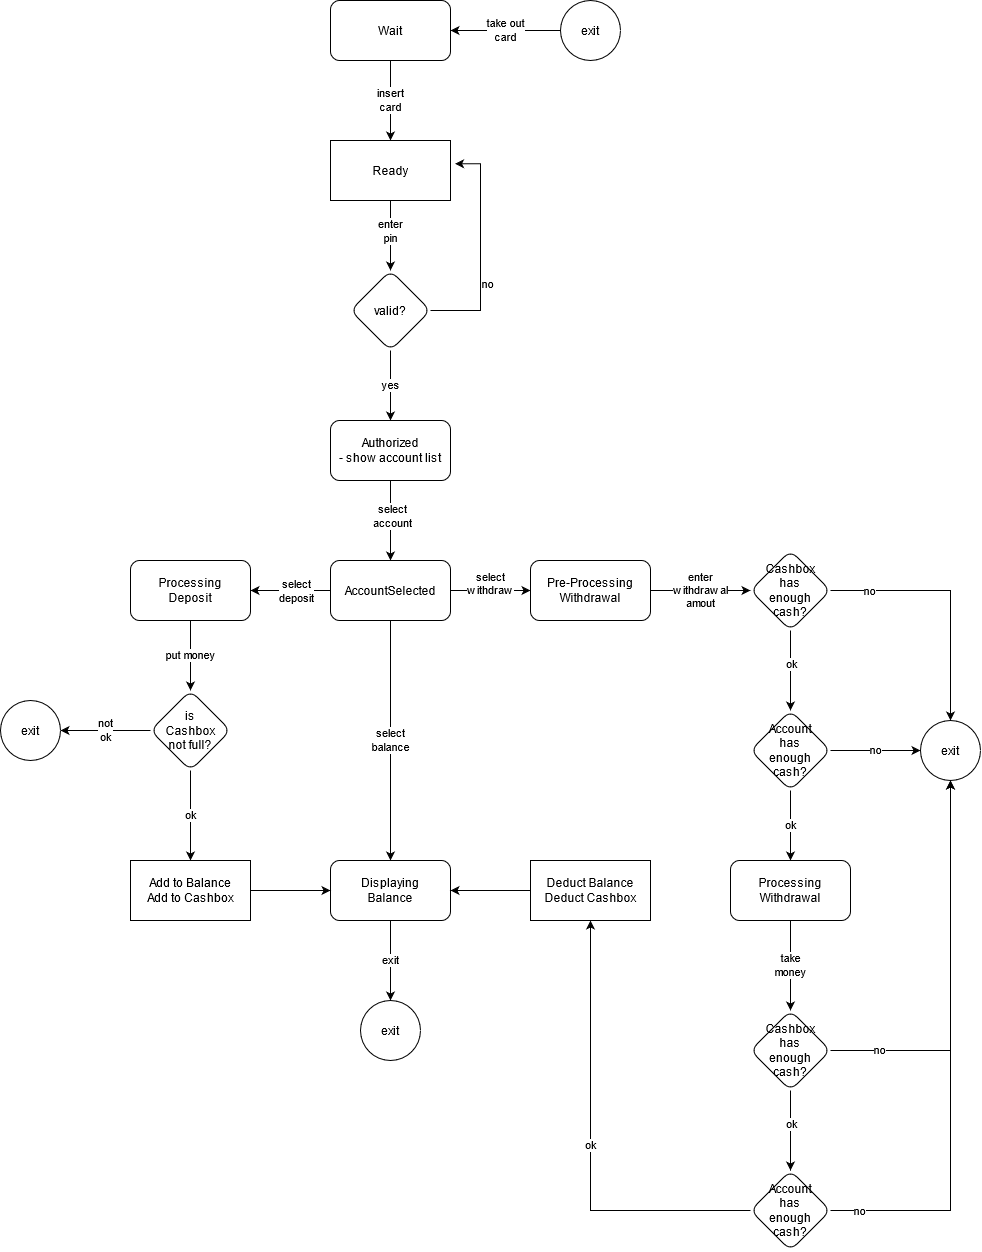 Wait
take out
card
exit
insert
card
Ready
enter
pin
no
valid?
yes
Authorized
- show account list
select
account
Processing
Deposit
select
deposit
AccountSelected
select
withdraw
Pre-Processing
Withdrawal
enter
withdrawal
amout
Cashbox
has
enough
cash?
no
put money
ok
exit
not
ok
is
Cashbox
not full?
select
balance
Account
has
enough
cash?
no
exit
ok
ok
Add to Balance
Add to Cashbox
Displaying
Balance
Deduct Balance
Deduct Cashbox
Processing
Withdrawal
exit
take
money
exit
Cashbox
has
enough
cash?
no
ok
ok
Account
has
enough
cash?
no